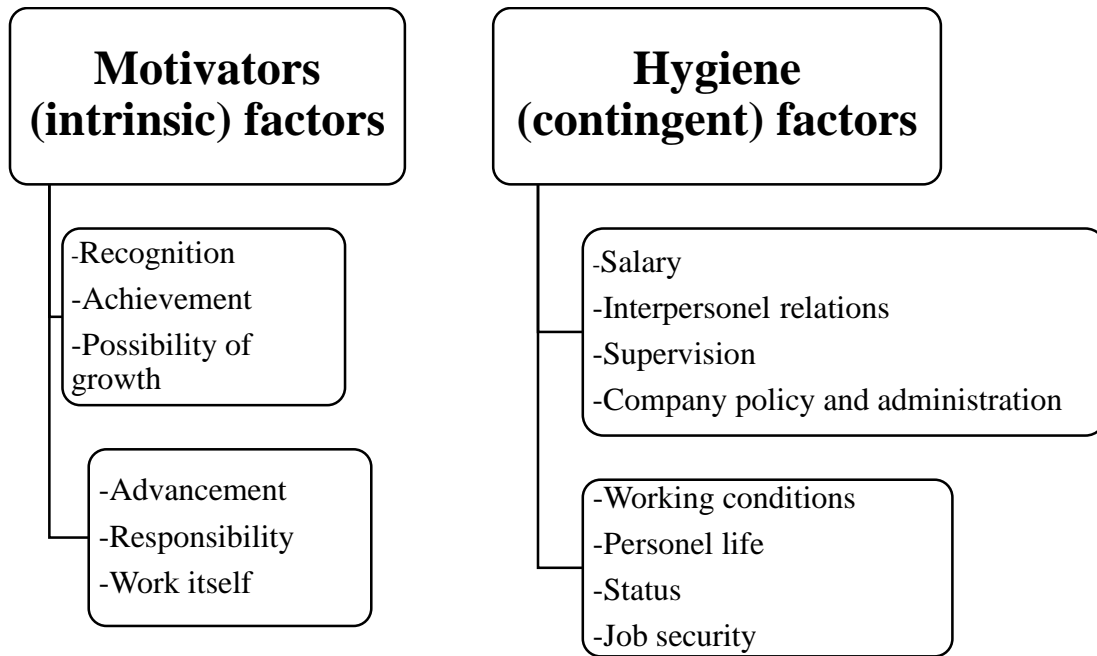 Motivators
(intrinsic) factors
-Recognition
-Achievement
-Possibility of
growth
-Advancement
-Responsibility
-Work itself
Hygiene
(contingent) factors
-Salary
-Interpersonel relations
-Supervision
-Company policy and administration
-Working conditions
-Personel life
-Status
-Job security